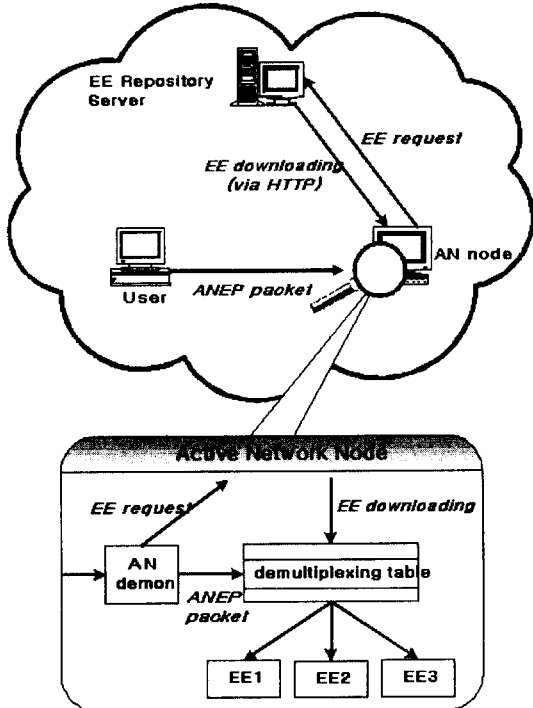 EE Repository
Server
EE request
EE downloading
(via HTTP)
AN node
User
ANEP packet
Active Network Node
EE request
EE downloading
AN
demon
demultiplexing table
ANEP
packet
EE1
EE2
EE3